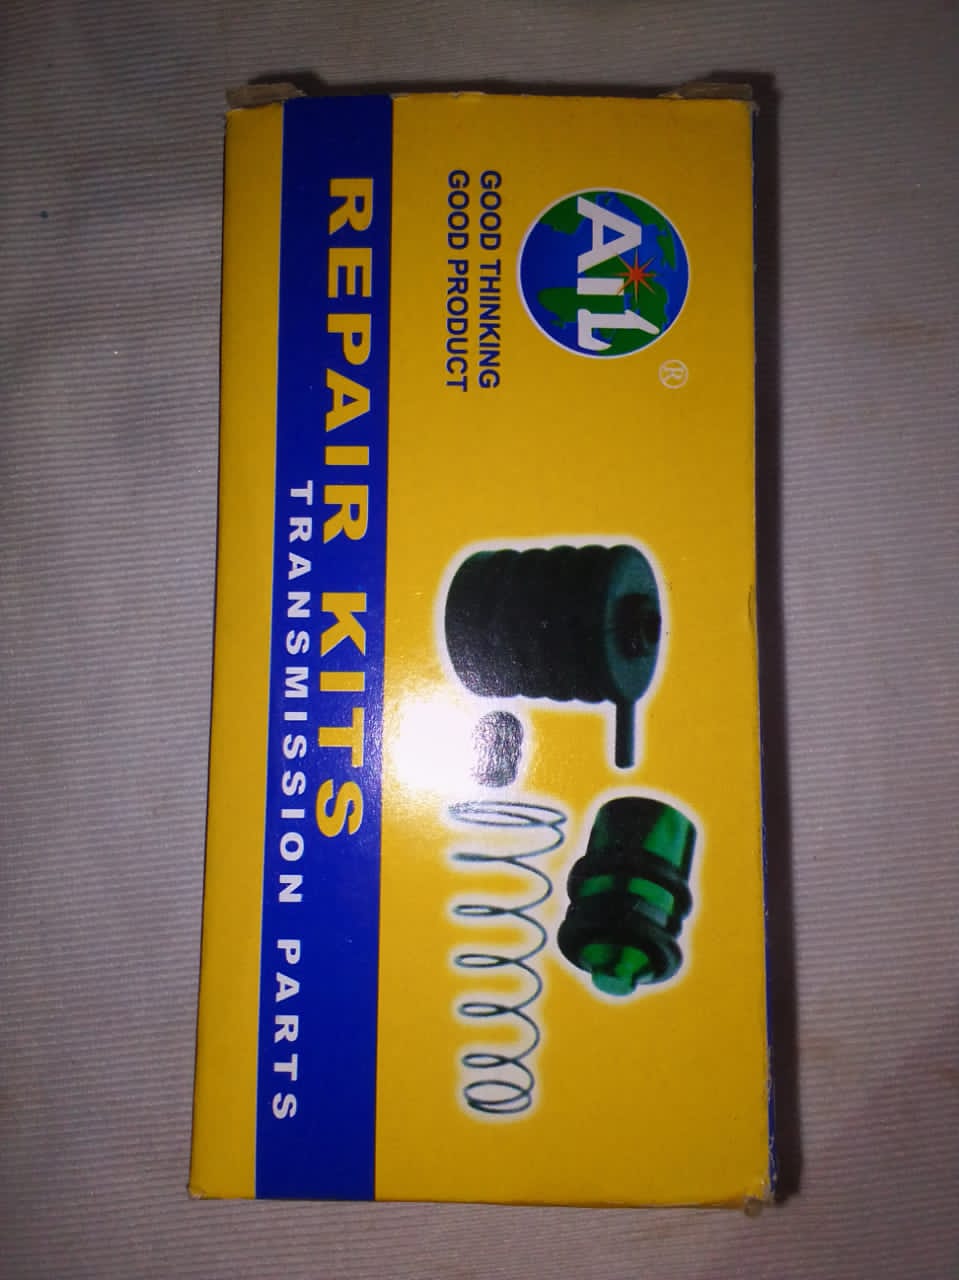 AiL
®
GOOD THINKING
GOOD PRODUCT
REPAIR KITS
TRANSMISSION PARTS